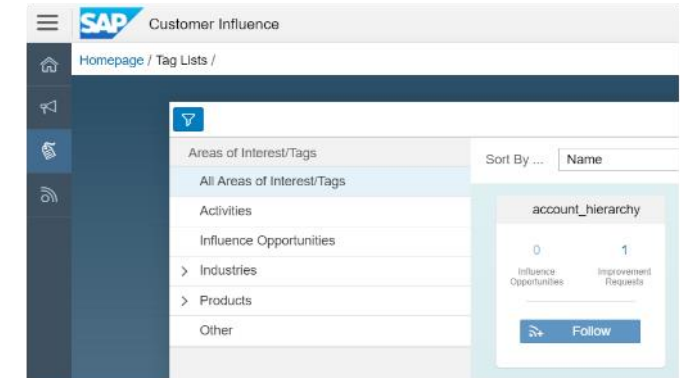 SAP Customer Influence
Homepage / Tag Lists /
Areas of Interest/Tags
All Areas of Interest/Tags
Activities
Influence Opportunities
Industries
Products
Other
Sort By ... Name
account_hierarchy
0 1
Influence Improvement
Opportunities Requests
Follow